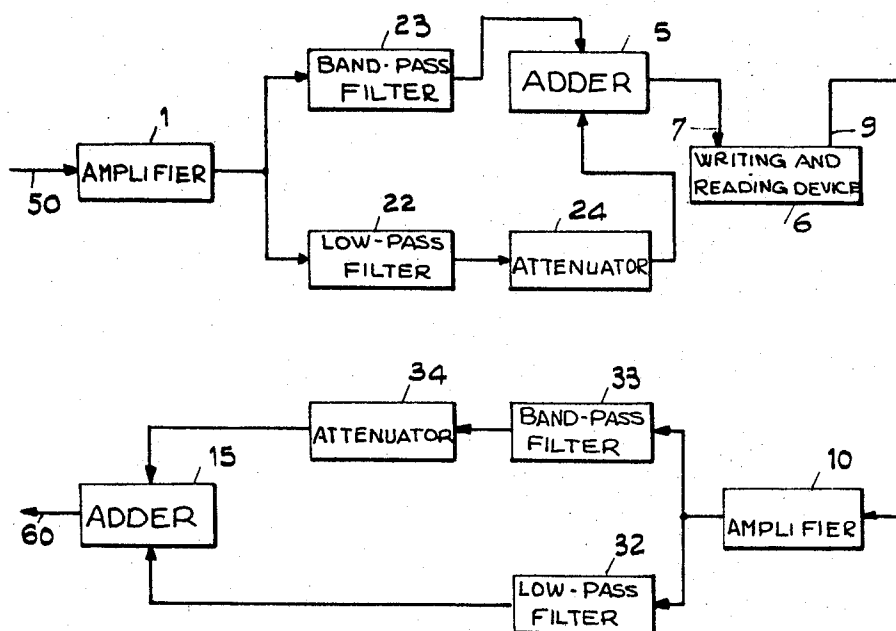 23
BAND-PASS
FILTER
5
ADDER
1
AMPLIFIER
50
7
9
WRITING AND
READING DEVICE
6
22
LOW-PASS
FILTER
24
ATTENUATOR
34
ATTENUATOR
33
BAND-PASS
FILTER
15
ADDER
60
10
AMPLIFIER
32
LOW-PASS
FILTER